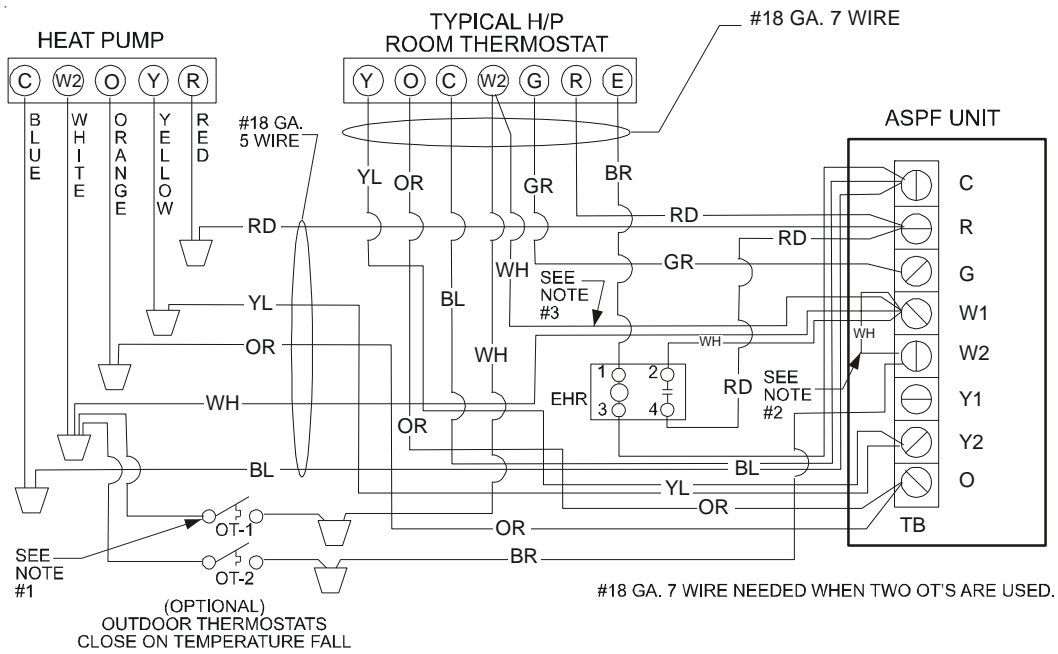 HEAT PUMP
C W2 O Y R
BLUE
WHITE
ORANGE
YELLOW
RED
#18 GA.
5 WIRE
TYPICAL H/P
ROOM THERMOSTAT
Y O C W2 G R E
#18 GA. 7 WIRE
YL
OR
GR
BR
BL
WH
WH
SEE
NOTE
#3
RD
RD
GR
RD
YL
OR
WH
BL
OR
WH
WH
RD
EHR
1
2
3
4
SEE
NOTE
#2
BL
YL
OR
OR
BR
ASPF UNIT
C
R
G
W1
W2
Y1
Y2
O
TB
OT-1
OT-2
SEE
NOTE
#1
(OPTIONAL)
OUTDOOR THERMOSTATS
CLOSE ON TEMPERATURE FALL
#18 GA. 7 WIRE NEEDED WHEN TWO OT'S ARE USED.